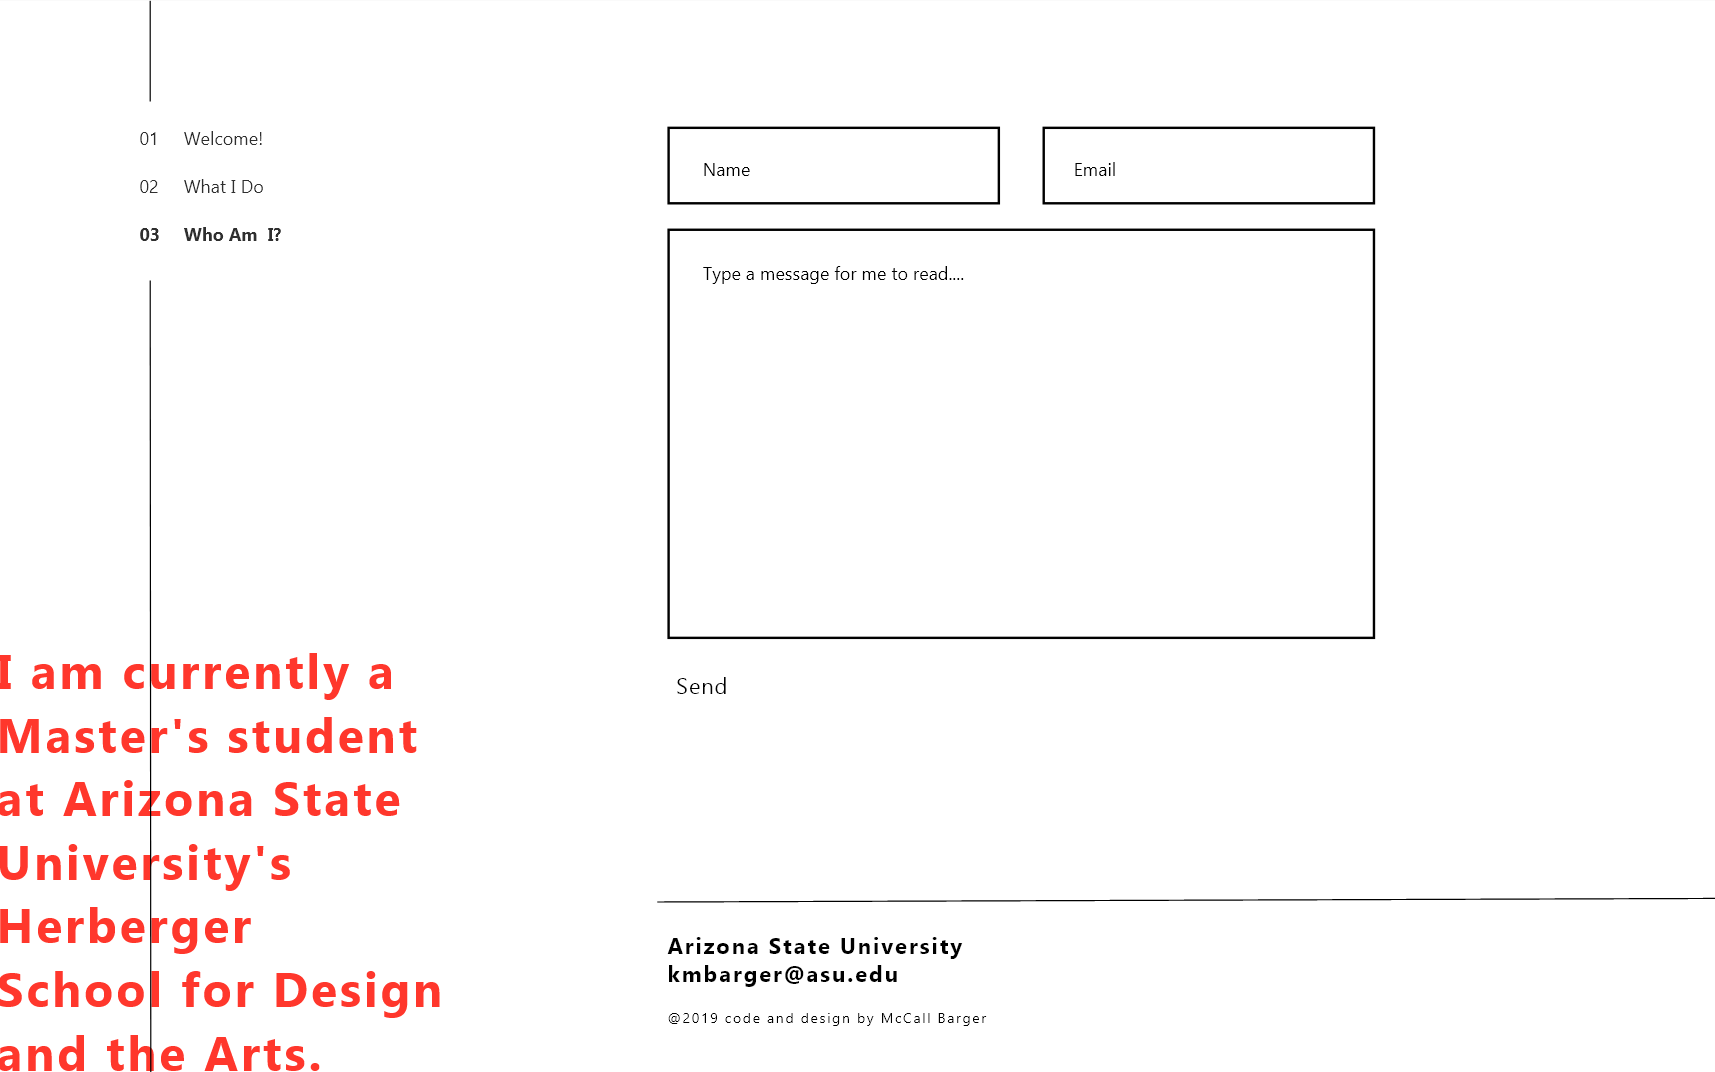 01 Welcome!
02 What I Do
03 Who Am I?
Name
Email
Type a message for me to read....
Send
I am currently a
Master's student
at Arizona State
University's
Herberger
School for Design
and the Arts.
Arizona State University
kmbarger@asu.edu
@2019 code and design by McCall Barger